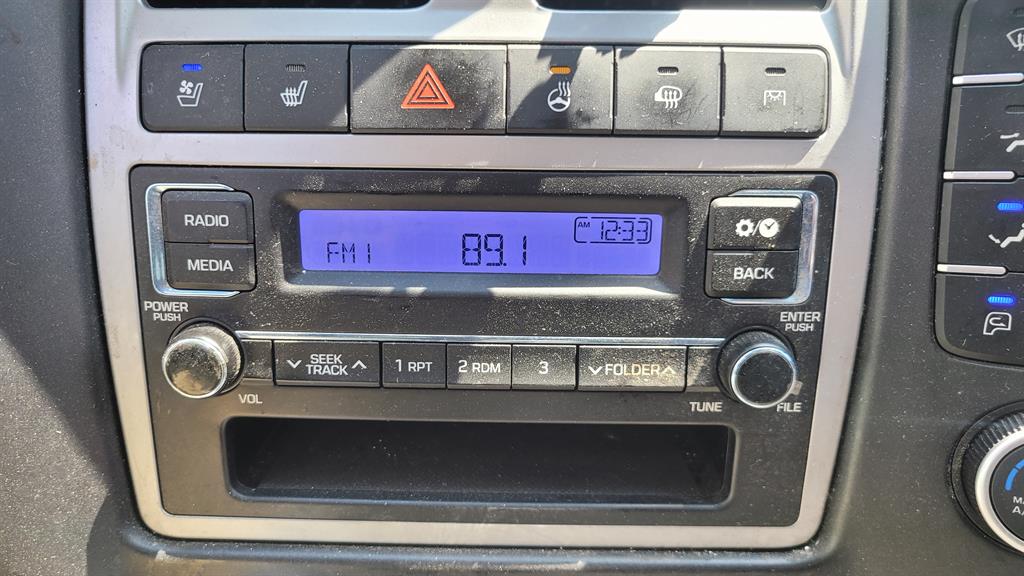 RADIO
MEDIA
FM1 89.1 AM 12:33
BACK
POWER
PUSH
ENTER
PUSH
SEEK
TRACK
1 RPT
2 RDM
3
FOLDER
VOL
TUNE
FILE